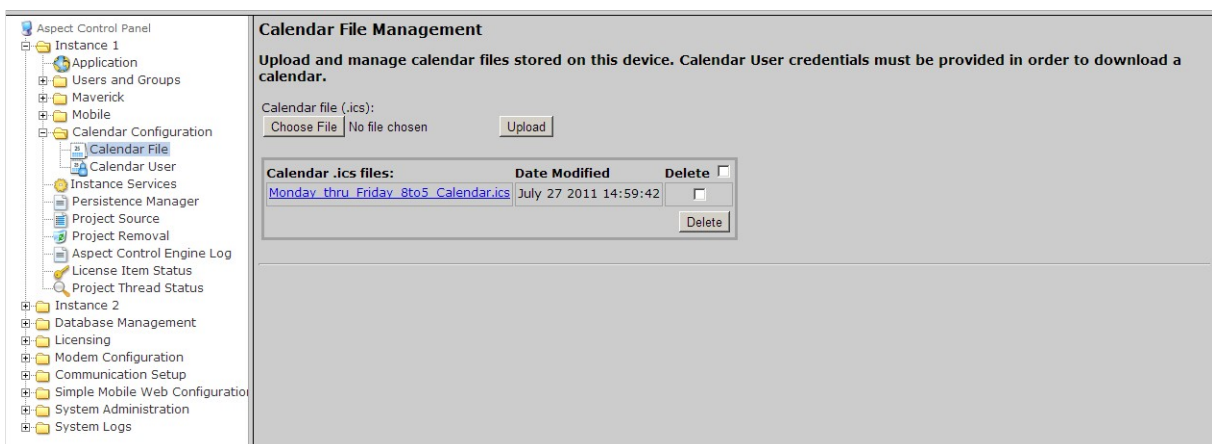 Aspect Control Panel
Instance 1
Application
Users and Groups
Maverick
Mobile
Calendar Configuration
Calendar File
Calendar User
Instance Services
Persistence Manager
Project Source
Project Removal
Aspect Control Engine Log
License Item Status
Project Thread Status
Instance 2
Database Management
Licensing
Modem Configuration
Communication Setup
Simple Mobile Web Configuration
System Administration
System Logs
Calendar File Management
Upload and manage calendar files stored on this device. Calendar User credentials must be provided in order to download a
calendar.
Calendar file (.ics):
Choose File No file chosen Upload
Calendar .ics files: Date Modified Delete
Monday_thru_Friday_8to5_Calendar.ics July 27 2011 14:59:42
Delete